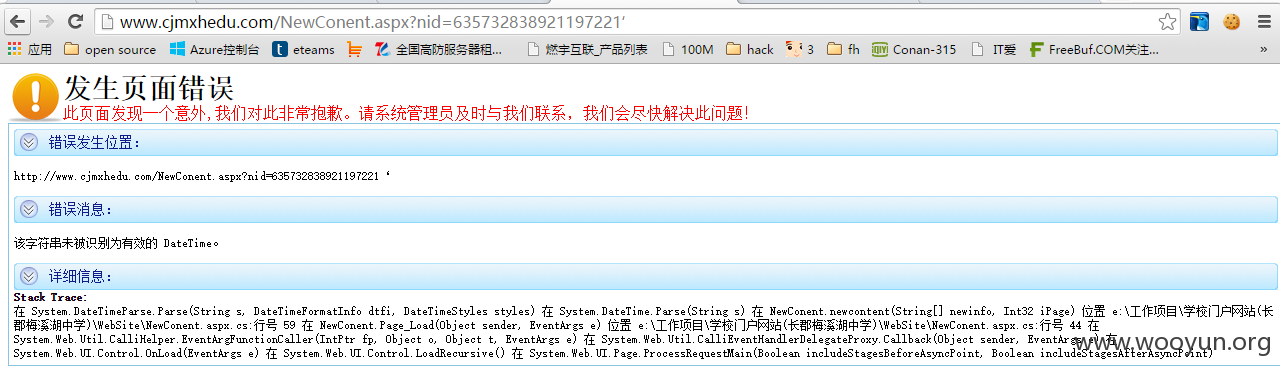 www.cjmxhedu.com/NewConent.aspx?nid=635732838921197221‘
应用 open source Azure控制台 eteams 全国高防服务器租... 燃宇互联_产品列表 100M hack 3 fh Conan-315 IT爱 FreeBuf.COM关注... »
发生页面错误
此页面发现一个意外,我们对此非常抱歉。请系统管理员及时与我们联系，我们会尽快解决此问题!
错误发生位置:
http://www.cjmxhedu.com/NewConent.aspx?nid=635732838921197221‘
错误消息:
该字符串未被识别为有效的 DateTime。
详细信息:
Stack Trace:
在 System.DateTimeParse.Parse(String s, DateTimeFormatInfo dtfi, DateTimeStyles styles) 在 System.DateTime.Parse(String s) 在 NewConent.newcontent(String[] newinfo, Int32 iPage) 位置 e:\工作项目\学校门户网站(长
郡梅溪湖中学)\WebSite\NewConent.aspx.cs:行号 59 在 NewConent.Page_Load(Object sender, EventArgs e) 位置 e:\工作项目\学校门户网站(长郡梅溪湖中学)\WebSite\NewConent.aspx.cs:行号 44 在
System.Web.Util.CalliHelper.EventArgFunctionCaller(IntPtr fp, Object o, Object t, EventArgs e) 在 System.Web.Util.CalliEventHandlerDelegateProxy.Callback(Object sender, EventArgs e) 在
System.Web.UI.Control.OnLoad(EventArgs e) 在 System.Web.UI.Control.LoadRecursive() 在 System.Web.UI.Page.ProcessRequestMain(Boolean includeStagesBeforeAsyncPoint, Boolean includeStagesAfterAsyncPoint)
www.wooyun.org